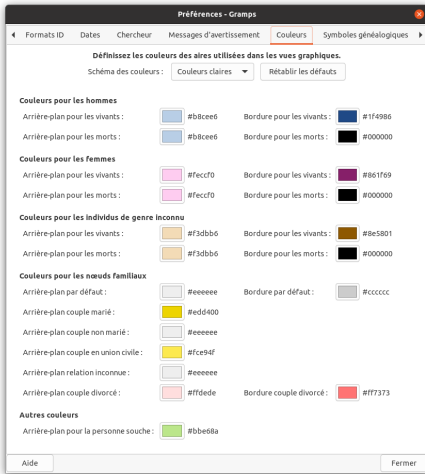 Préférences - Gramps
Formats ID Dates Chercheur Messages d'avertissement Couleurs Symboles généalogiques
Définissez les couleurs des aires utilisées dans les vues graphiques.
Schéma des couleurs : Couleurs claires Rétablir les défauts
Couleurs pour les hommes
Arrière-plan pour les vivants : #b8cee6 Bordure pour les vivants : #1f4986
Arrière-plan pour les morts : #b8cee6 Bordure pour les morts : #000000
Couleurs pour les femmes
Arrière-plan pour les vivants : #feccf0 Bordure pour les vivants : #861f69
Arrière-plan pour les morts : #feccf0 Bordure pour les morts : #000000
Couleurs pour les individus de genre inconnu
Arrière-plan pour les vivants : #f3dbb6 Bordure pour les vivants : #8e5801
Arrière-plan pour les morts : #f3dbb6 Bordure pour les morts : #000000
Couleurs pour les nœuds familiaux
Arrière-plan par défaut : #eeeeee Bordure par défaut : #cccccc
Arrière-plan couple marié : #edd400
Arrière-plan couple non marié : #eeeeee
Arrière-plan couple en union civile : #fce94f
Arrière-plan relation inconnue : #eeeeee
Arrière-plan couple divorcé : #ffdede Bordure couple divorcé : #ff7373
Autres couleurs
Arrière-plan pour la personne souche : #bbe68a
Aide Fermer